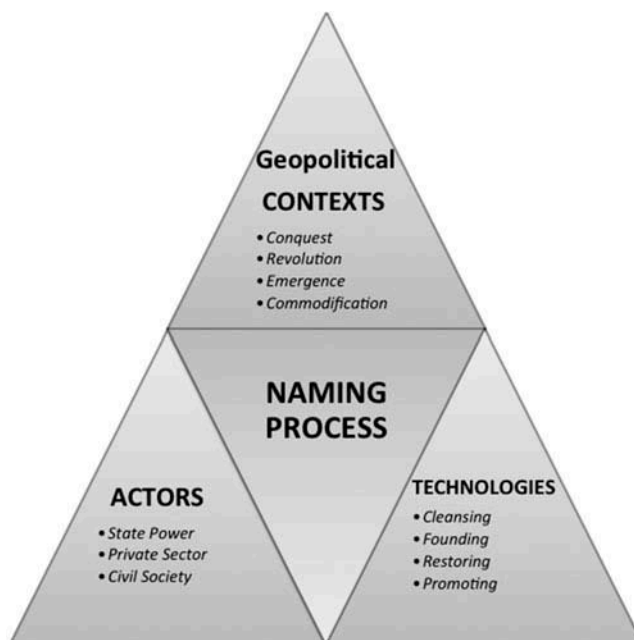 Geopolitical
CONTEXTS
• Conquest
• Revolution
• Emergence
• Commodification
NAMING
PROCESS
ACTORS
• State Power
• Private Sector
• Civil Society
TECHNOLOGIES
• Cleansing
• Founding
• Restoring
• Promoting